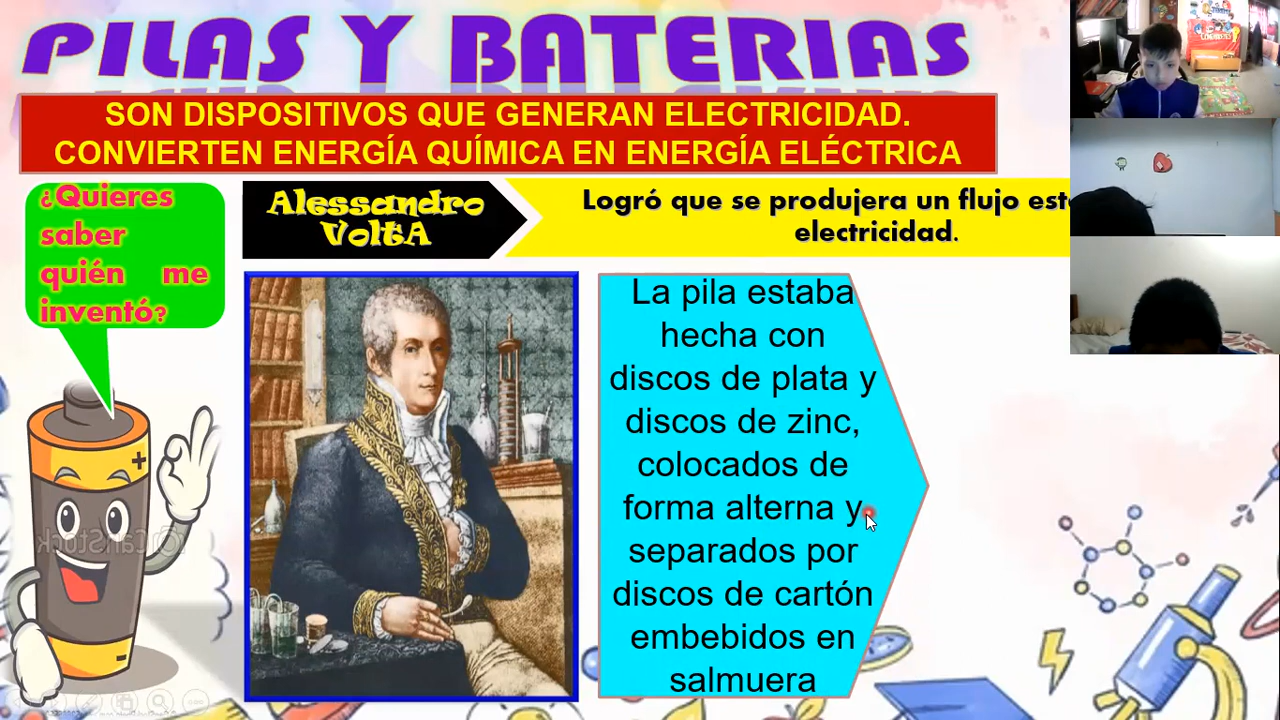 PILAS Y BATERIAS
SON DISPOSITIVOS QUE GENERAN ELECTRICIDAD.
CONVIERTEN ENERGÍA QUÍMICA EN ENERGÍA ELÉCTRICA
¿Quieres
saber
quién me
inventó?
Alessandro
VoltA
Logró que se produjera un flujo
electricidad.
La pila estaba
hecha con
discos de plata y
discos de zinc,
colocados de
forma alterna y
separados por
discos de cartón
embebidos en
salmuera
+
-
CanStock